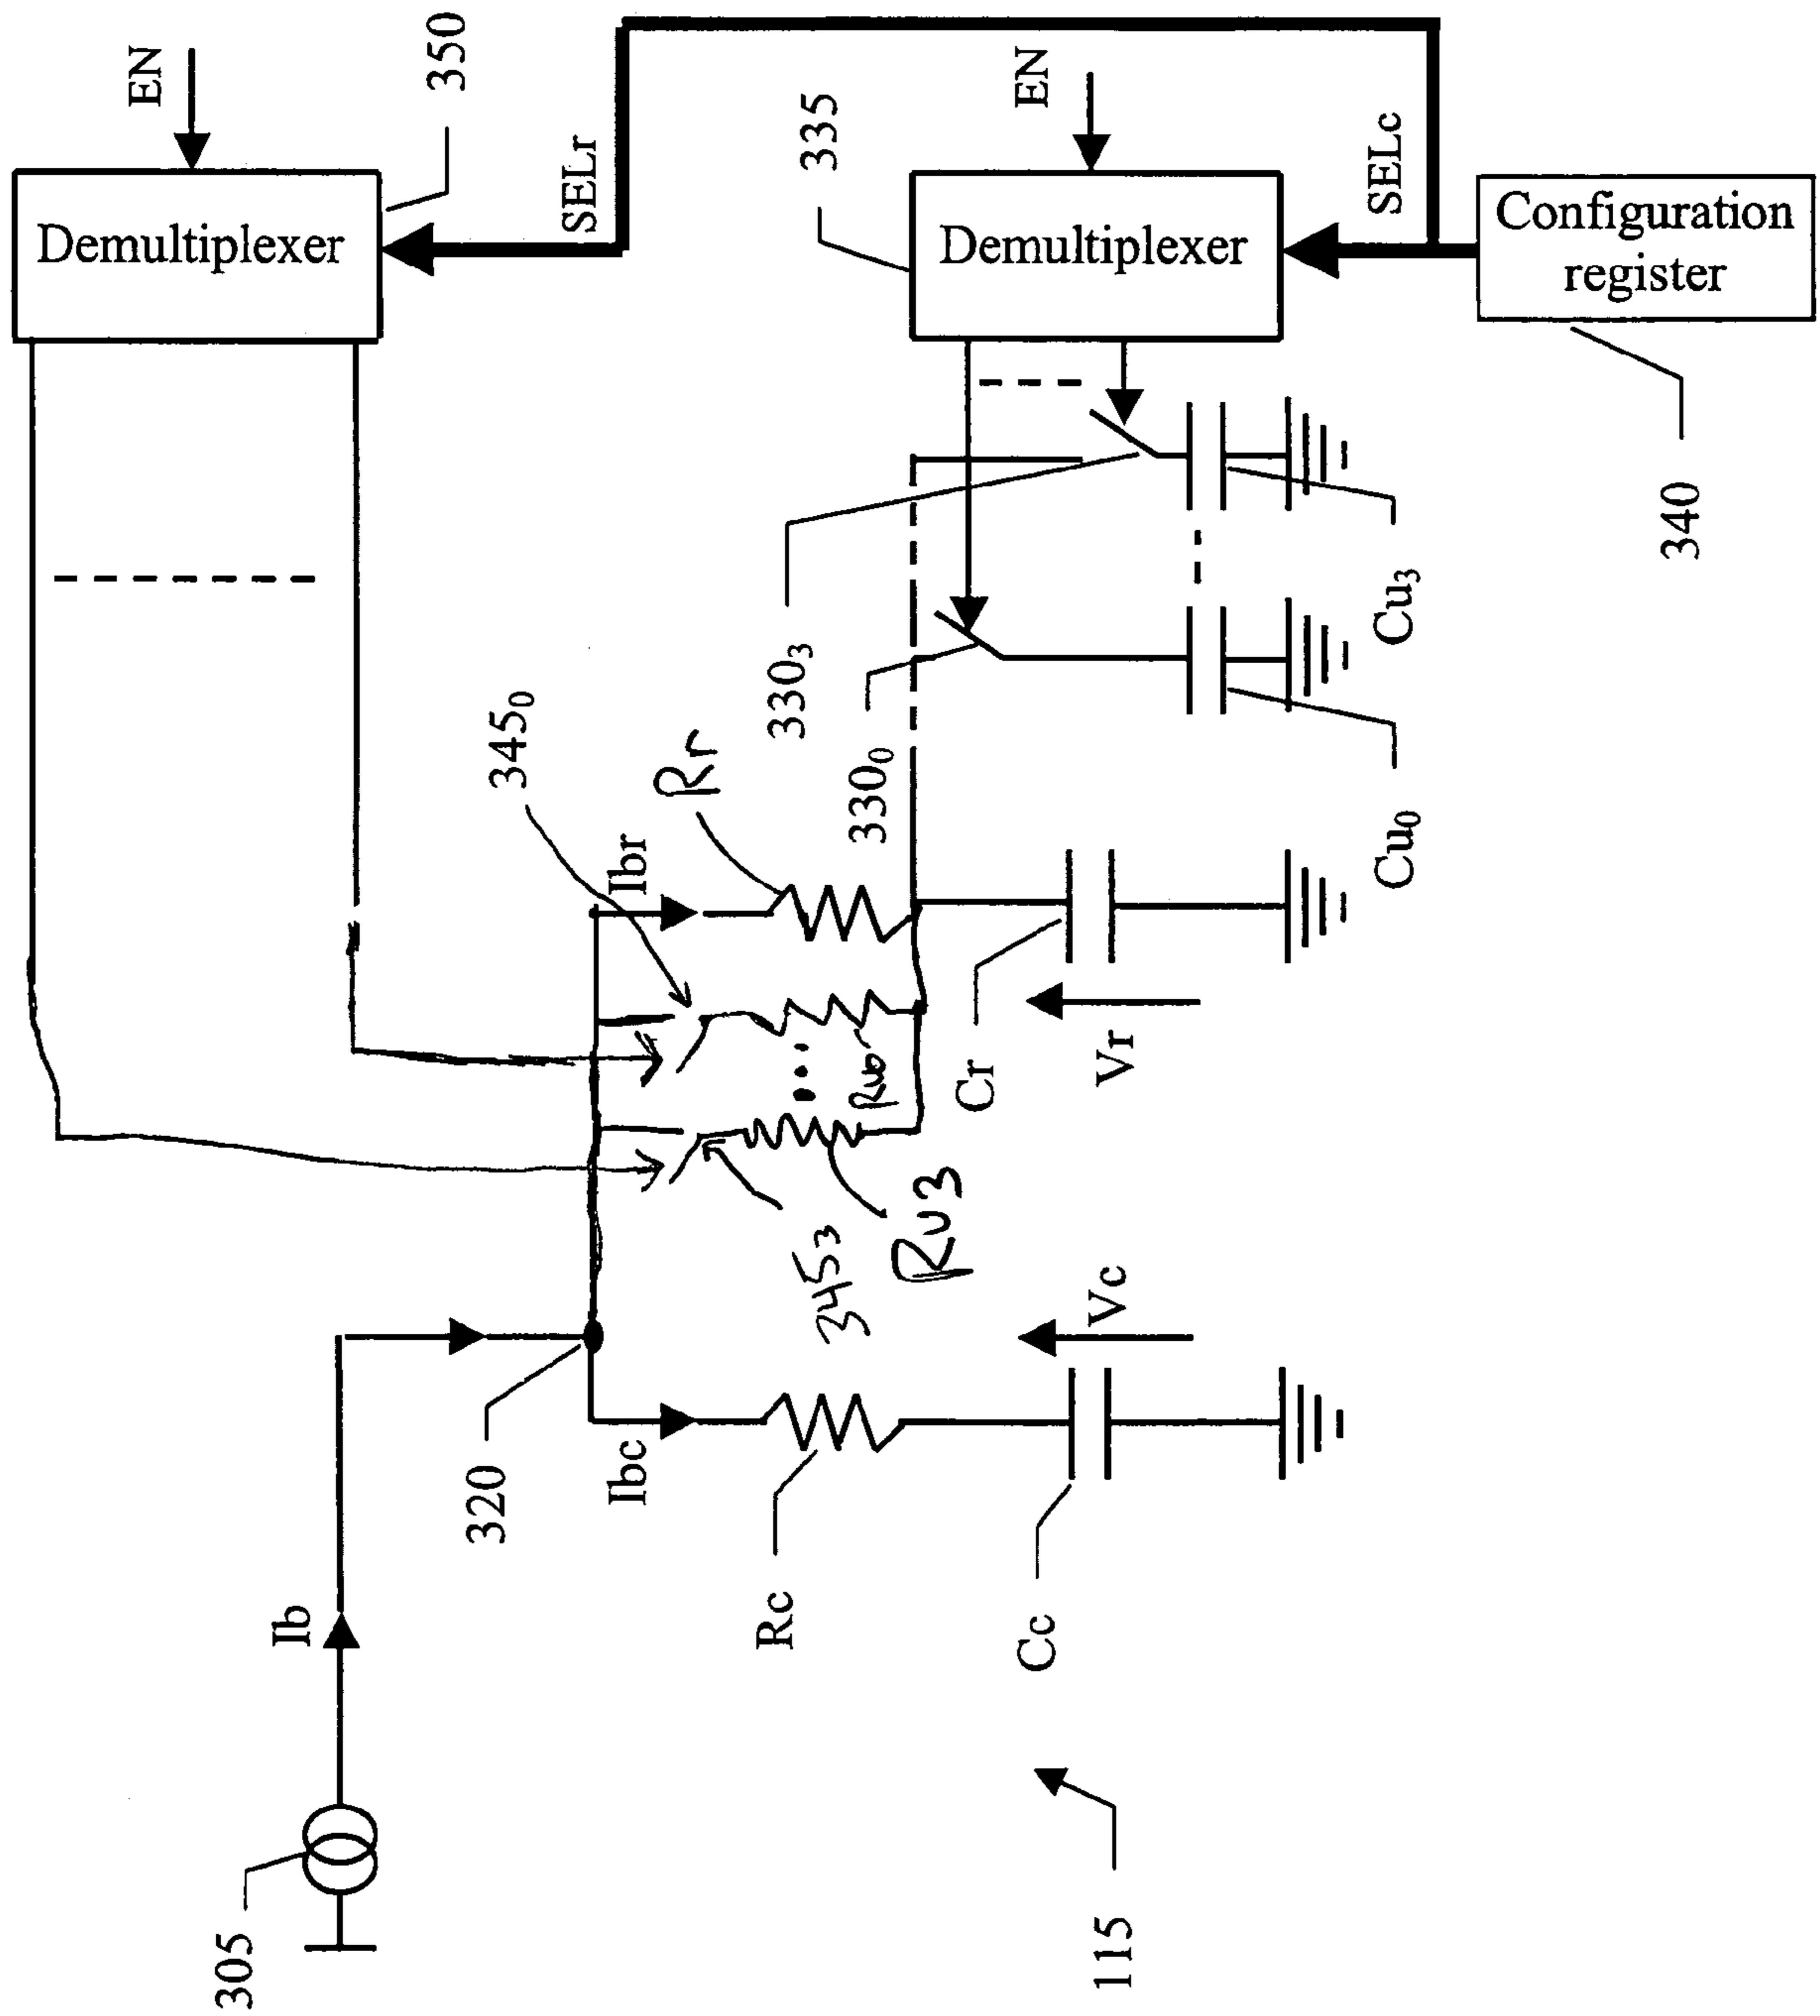 EN
350
Demultiplexer
SELr
EN
335
Demultiplexer
SELc
Configuration
register
340
330₃
330₀
Cu₃
Cu₀
345₀
Rr
Ibr
Ru0
Cr
Vr
345₃
Ru3
320
Ibc
Rc
Cc
Vc
Ib
305
115